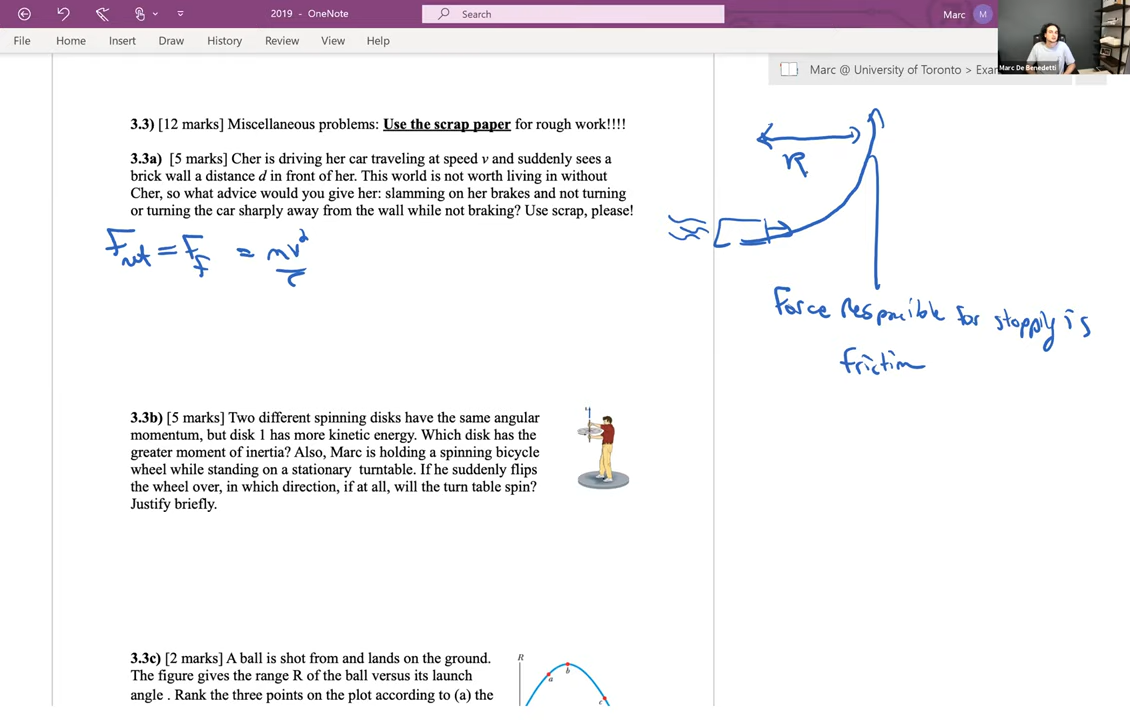 2019 - OneNote
Search
Marc
M
File Home Insert Draw History Review View Help
Marc De Benedetti
Marc @ University of Toronto > Exar
3.3) [12 marks] Miscellaneous problems: Use the scrap paper for rough work!!!!
3.3a) [5 marks] Cher is driving her car traveling at speed v and suddenly sees a
brick wall a distance d in front of her. This world is not worth living in without
Cher, so what advice would you give her: slamming on her brakes and not turning
or turning the car sharply away from the wall while not braking? Use scrap, please!
R
F_net = F_f = mv²/r
Force Responsible for stopping is
friction
3.3b) [5 marks] Two different spinning disks have the same angular
momentum, but disk 1 has more kinetic energy. Which disk has the
greater moment of inertia? Also, Marc is holding a spinning bicycle
wheel while standing on a stationary turntable. If he suddenly flips
the wheel over, in which direction, if at all, will the turn table spin?
Justify briefly.
3.3c) [2 marks] A ball is shot from and lands on the ground.
The figure gives the range R of the ball versus its launch
angle . Rank the three points on the plot according to (a) the
R
b
a
c